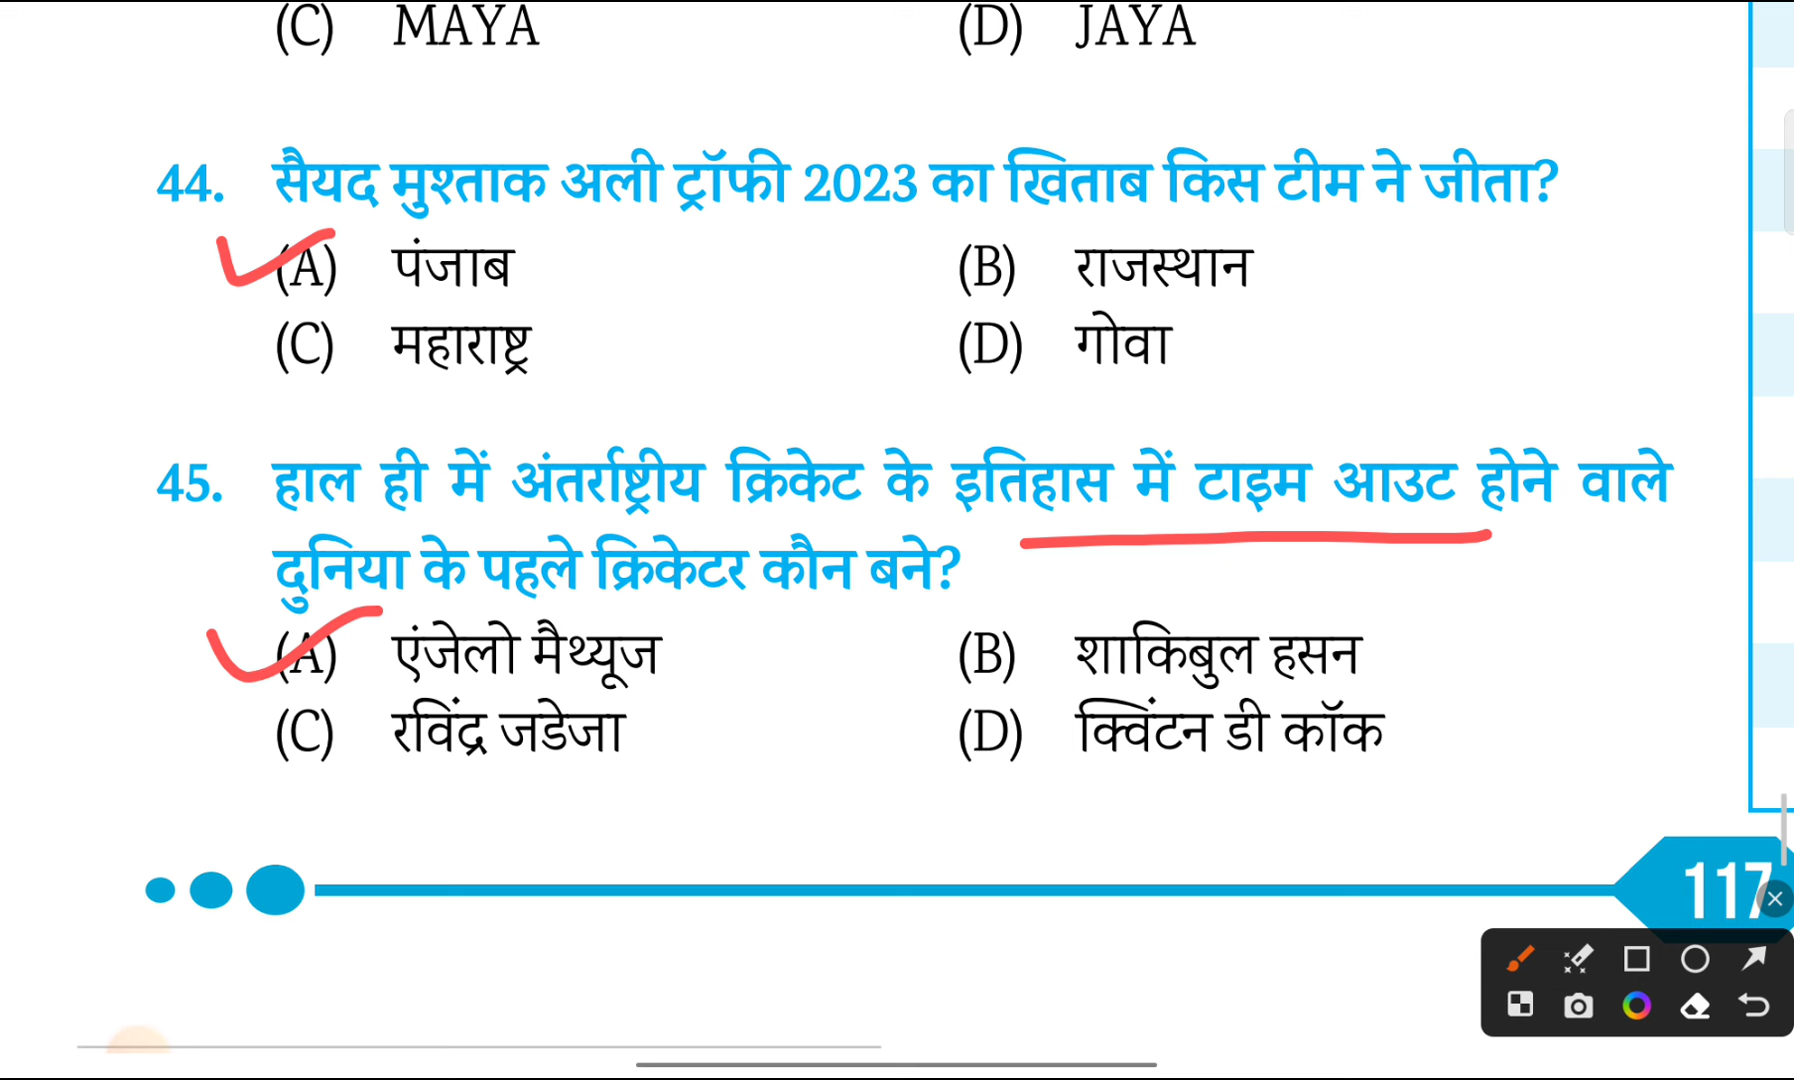 (C) MAYA (D) JAYA
44. सैयद मुश्ताक अली ट्रॉफी 2023 का खिताब किस टीम ने जीता?
(A) पंजाब (B) राजस्थान
(C) महाराष्ट्र (D) गोवा
45. हाल ही में अंतर्राष्ट्रीय क्रिकेट के इतिहास में टाइम आउट होने वाले
दुनिया के पहले क्रिकेटर कौन बने?
(A) एंजेलो मैथ्यूज (B) शाकिबुल हसन
(C) रविंद्र जडेजा (D) क्विंटन डी कॉक
117